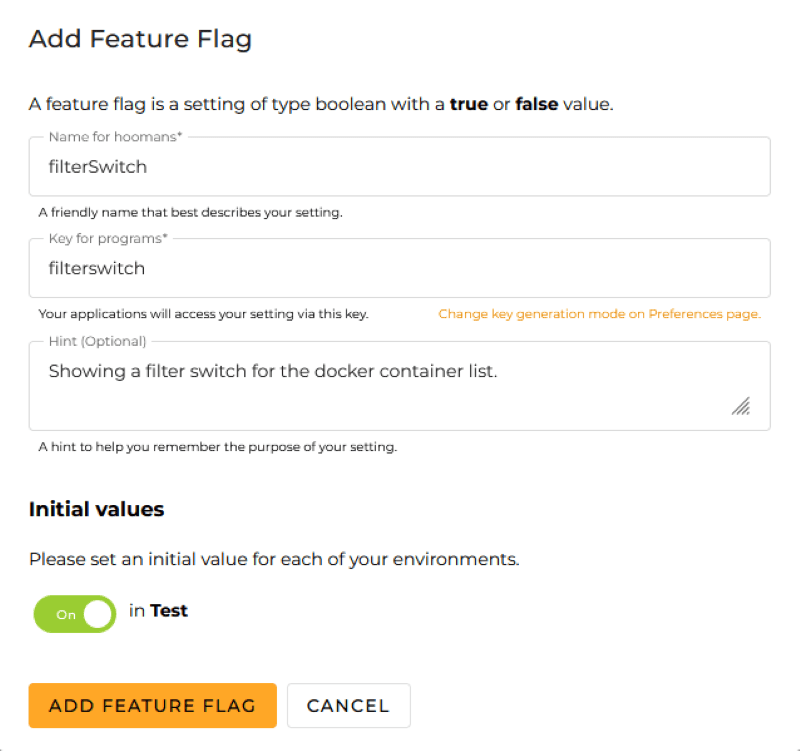 Add Feature Flag
A feature flag is a setting of type boolean with a true or false value.
Name for hoomans*
filterSwitch
A friendly name that best describes your setting.
Key for programs*
filterswitch
Your applications will access your setting via this key. Change key generation mode on Preferences page.
Hint (Optional)
Showing a filter switch for the docker container list.
A hint to help you remember the purpose of your setting.
Initial values
Please set an initial value for each of your environments.
On in Test
ADD FEATURE FLAG CANCEL